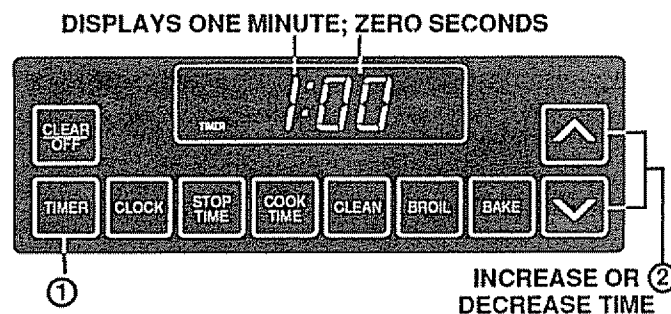 DISPLAYS ONE MINUTE; ZERO SECONDS
TIMER
1:00
CLEAR
OFF
TIMER
CLOCK
STOP
TIME
COOK
TIME
CLEAN
BROIL
BAKE
①
INCREASE OR ②
DECREASE TIME